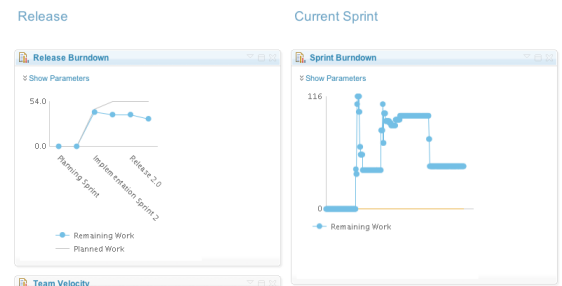 Release
Current Sprint
Release Burndown
Show Parameters
54.0
0.0
Planning Sprint
Implementation Sprint 2
Release 2.0
Remaining Work
Planned Work
Team Velocity
Sprint Burndown
Show Parameters
116
0
Remaining Work